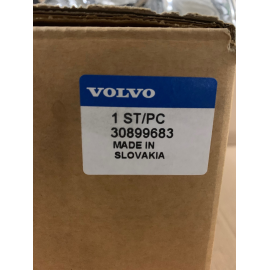 VOLVO
1 ST/PC
30899683
MADE IN
SLOVAKIA